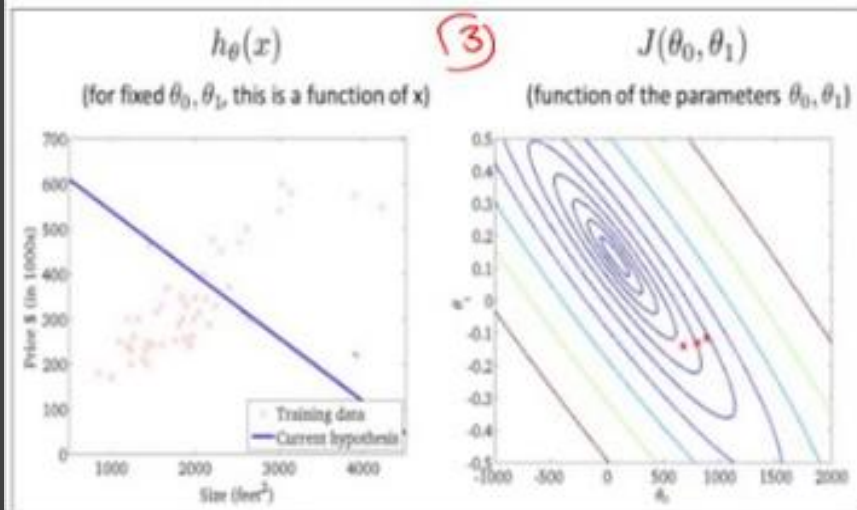 h_θ(x)
(for fixed θ₀, θ₁, this is a function of x)
3
J(θ₀, θ₁)
(function of the parameters θ₀, θ₁)
700
600
500
400
300
200
100
0
Price $ (in 1000s)
1000 2000 3000 4000
Size (feet²)
Training data
Current hypothesis
0.5
0.4
0.3
0.2
0.1
0
-0.1
-0.2
-0.3
-0.4
-0.5
θ₁
-1000 -500 0 500 1000 1500 2000
θ₀